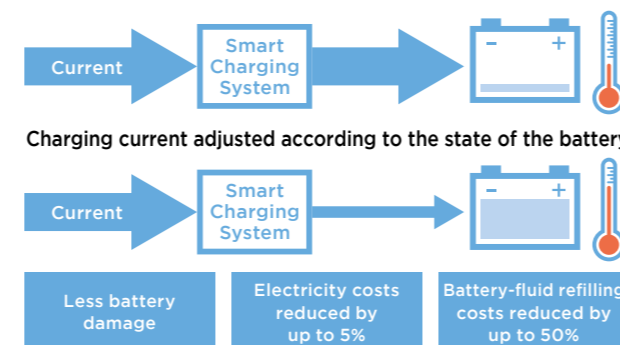 Current
Smart
Charging
System
- +
Charging current adjusted according to the state of the battery
Current
Smart
Charging
System
- +
Less battery
damage
Electricity costs
reduced by
up to 5%
Battery-fluid refilling
costs reduced by
up to 50%